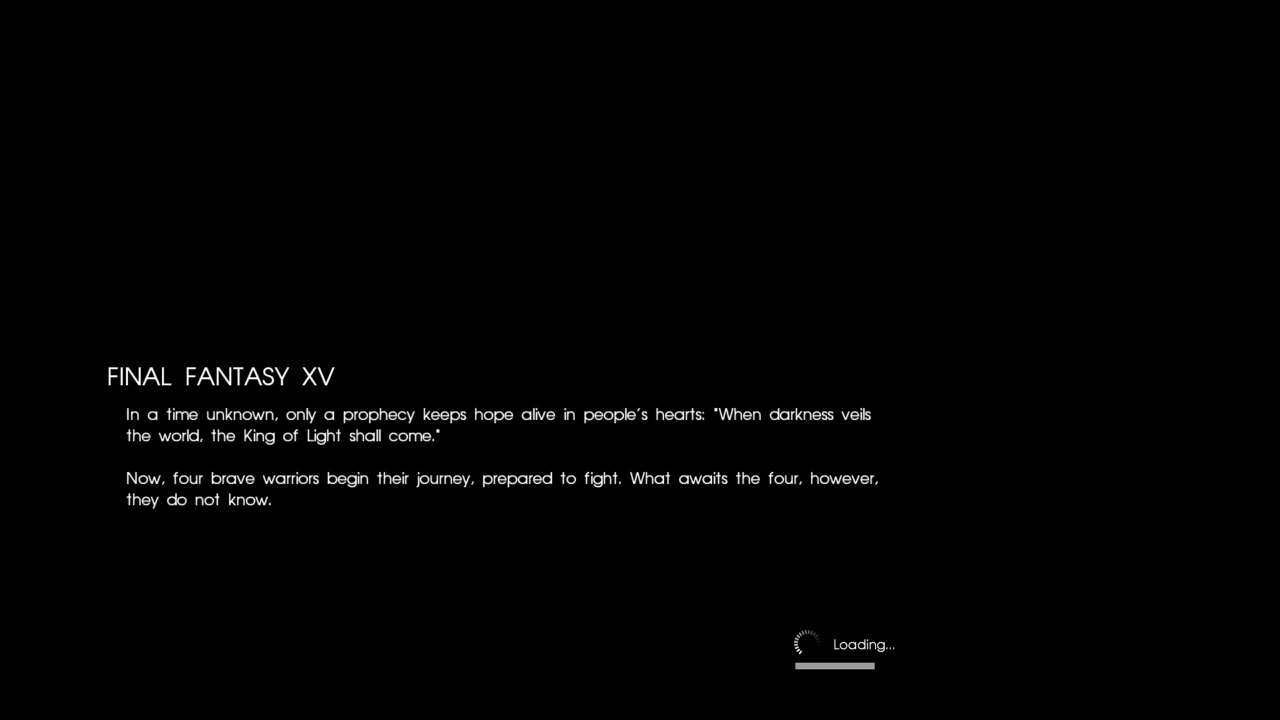 FINAL FANTASY XV
In a time unknown, only a prophecy keeps hope alive in people's hearts: "When darkness veils
the world, the King of Light shall come."
Now, four brave warriors begin their journey, prepared to fight. What awaits the four, however,
they do not know.
Loading...